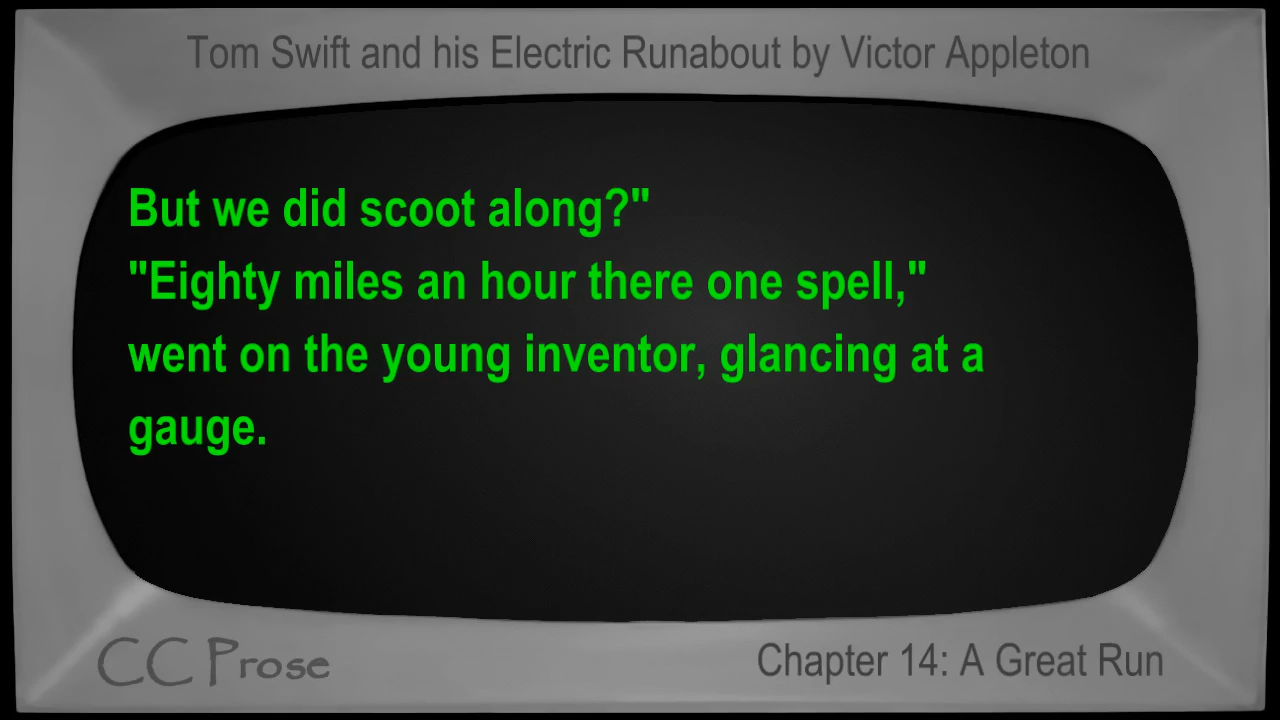 Tom Swift and his Electric Runabout by Victor Appleton
But we did scoot along?"
"Eighty miles an hour there one spell,"
went on the young inventor, glancing at a
gauge.
CC Prose
Chapter 14: A Great Run